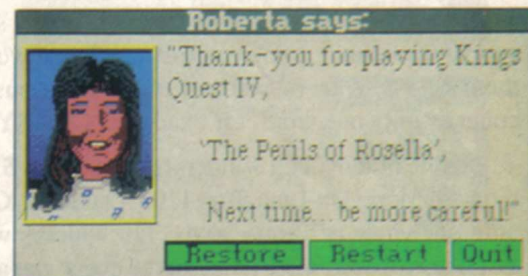 Roberta says:
"Thank-you for playing Kings
Quest IV,
'The Perils of Rosella',
Next time... be more careful!"
Restore Restart Quit